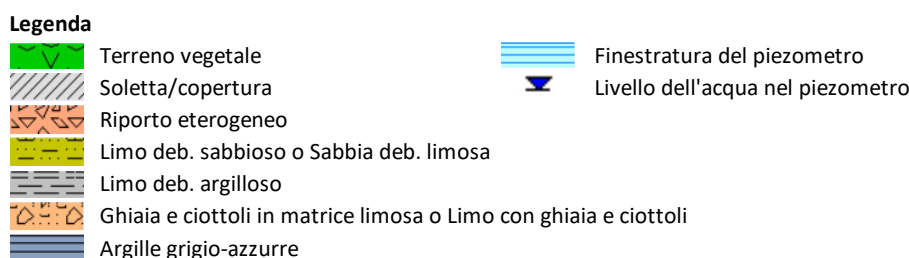 Legenda
Terreno vegetale
Finestratura del piezometro
Soletta/copertura
Livello dell'acqua nel piezometro
Riporto eterogeneo
Limo deb. sabbioso o Sabbia deb. limosa
Limo deb. argilloso
Ghiaia e ciottoli in matrice limosa o Limo con ghiaia e ciottoli
Argille grigio-azzurre